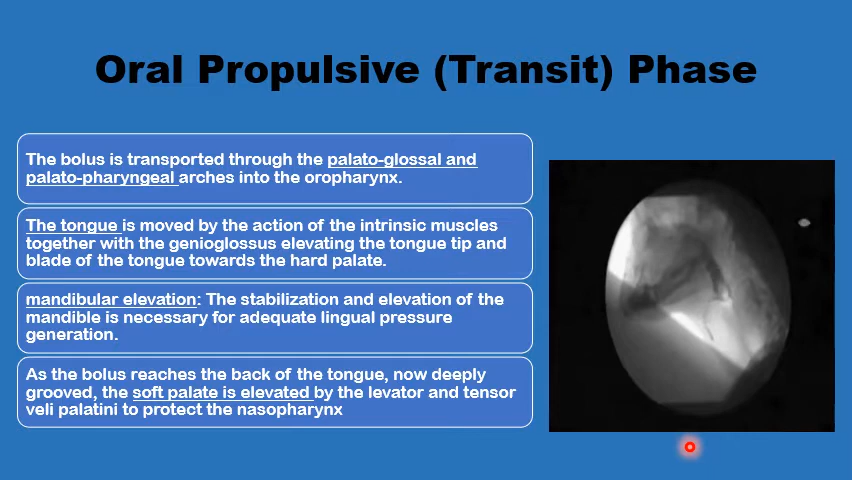 Oral Propulsive (Transit) Phase
The bolus is transported through the palato-glossal and
palato-pharyngeal arches into the oropharynx.
The tongue is moved by the action of the intrinsic muscles
together with the genioglossus elevating the tongue tip and
blade of the tongue towards the hard palate.
mandibular elevation: The stabilization and elevation of the
mandible is necessary for adequate lingual pressure
generation.
As the bolus reaches the back of the tongue, now deeply
grooved, the soft palate is elevated by the levator and tensor
veli palatini to protect the nasopharynx